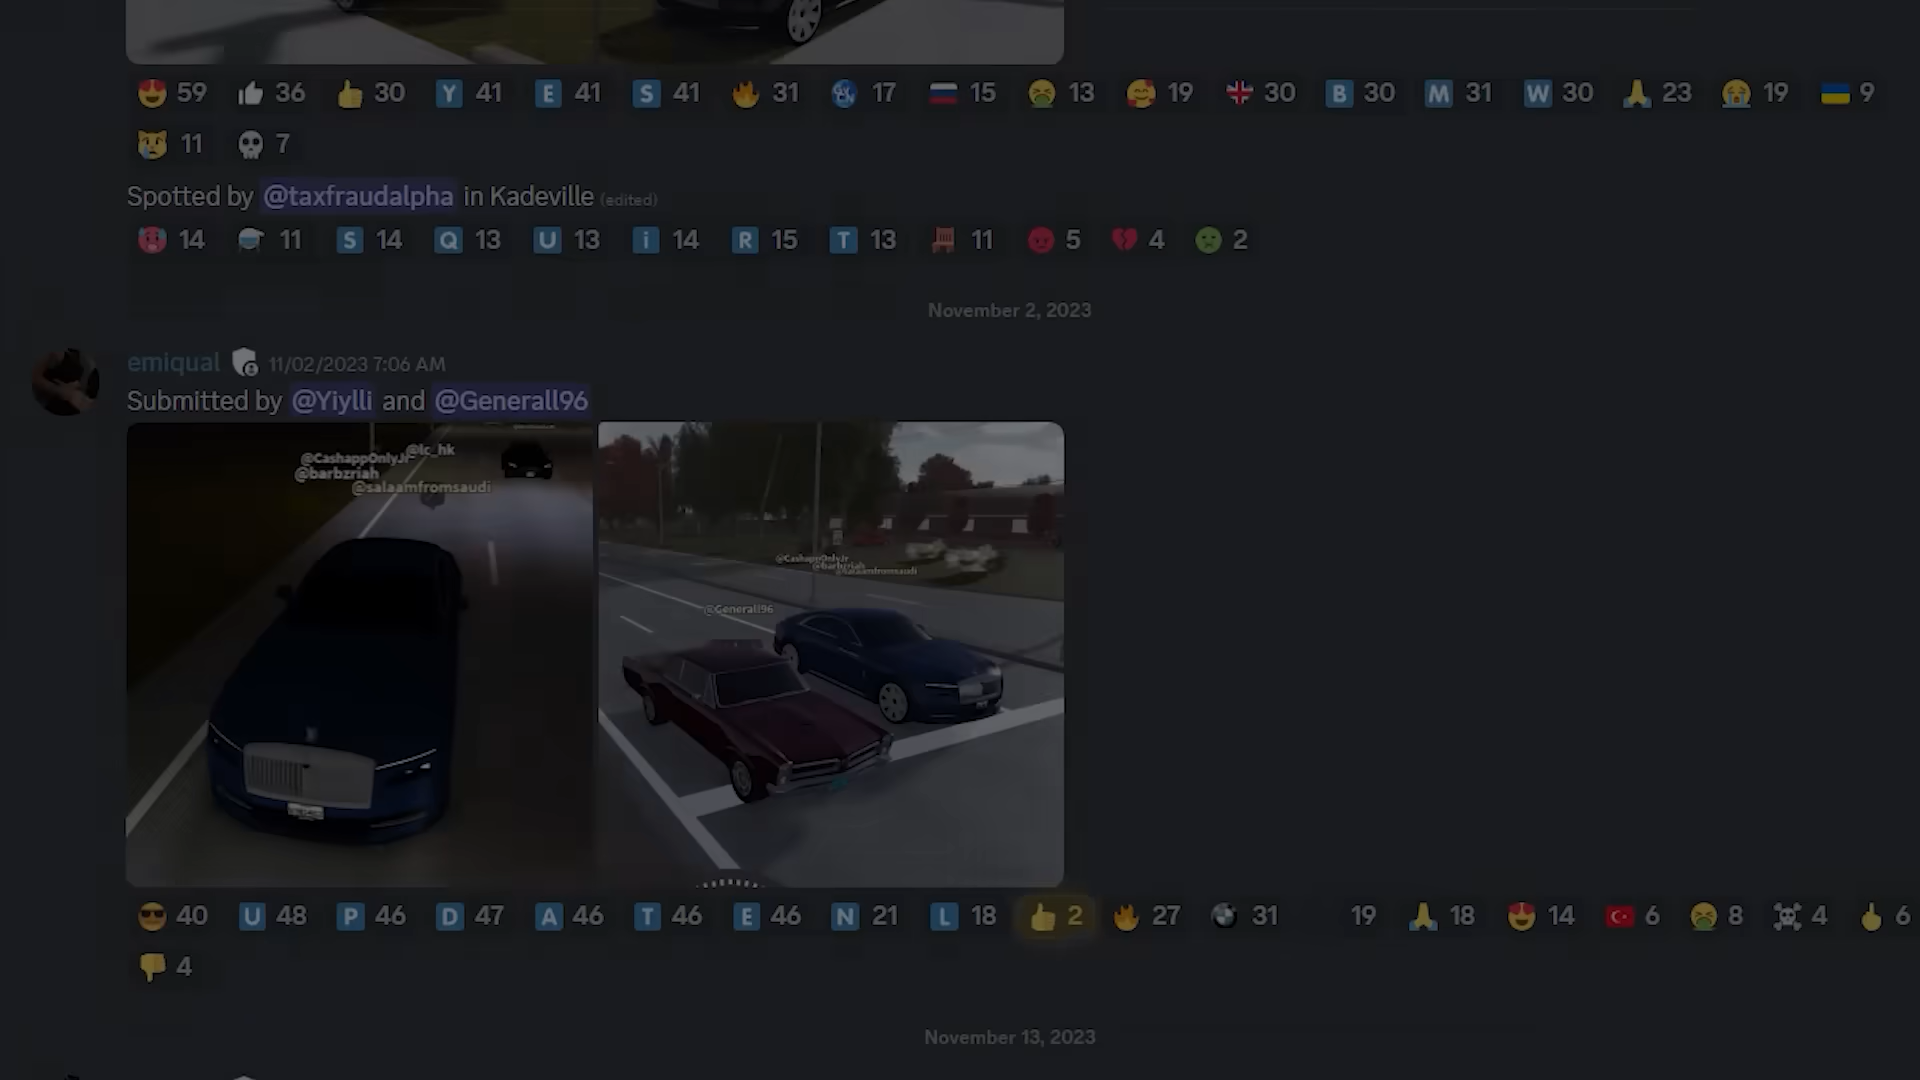 59 36 30 Y 41 E 41 S 41 31 17 15 13 19 30 B 30 M 31 W 30 23 19 9
11 7
Spotted by @taxfraudalpha in Kadeville (edited)
14 11 S 14 Q 13 U 13 i 14 R 15 T 13 11 5 4 2
November 2, 2023
emiqual 11/02/2023 7:06 AM
Submitted by @Yiylli and @Generall96
@CashappOnlyJr @lc_hk
@barbzriah
@salaamfromsaudi
@CashappOnlyJr
@barbzriah
@salaamfromsaudi
@Generall96
40 U 48 P 46 D 47 A 46 T 46 E 46 N 21 L 18 2 27 31 19 18 14 6 8 4 6
4
November 13, 2023